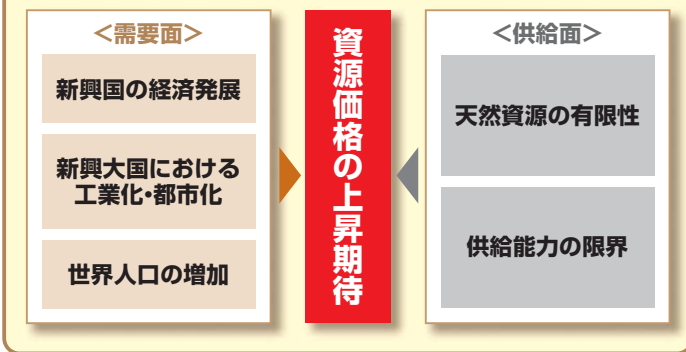 <需要面>
新興国の経済発展
新興大国における
工業化・都市化
世界人口の増加
資源価格の上昇期待
<供給面>
天然資源の有限性
供給能力の限界